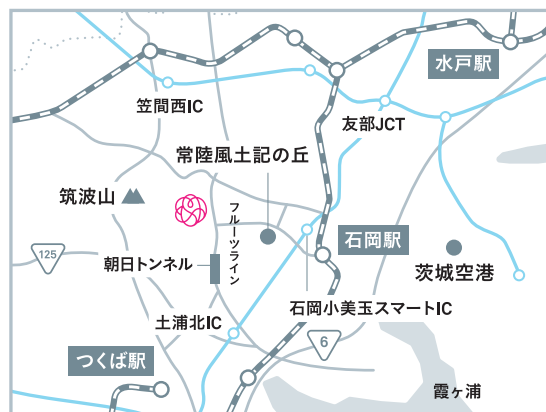 水戸駅
笠間西IC
友部JCT
常陸風土記の丘
筑波山
フルーツライン
125
朝日トンネル
石岡駅
茨城空港
石岡小美玉スマートIC
土浦北IC
6
つくば駅
霞ヶ浦